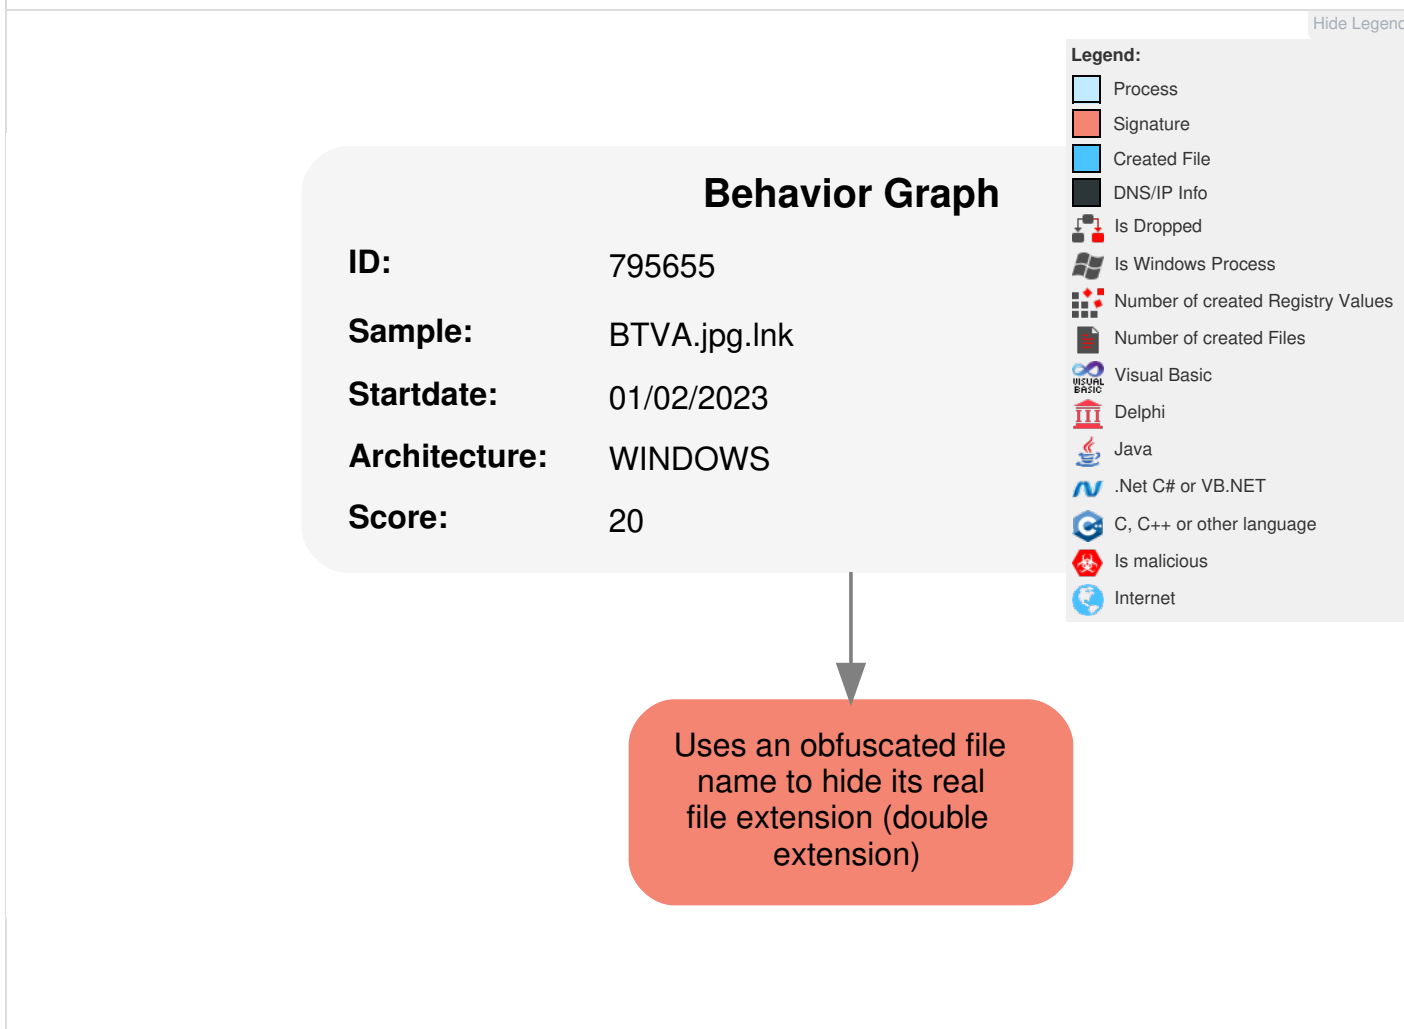 Hide Legend
Legend:
Process
Signature
Created File
DNS/IP Info
Is Dropped
Is Windows Process
Number of created Registry Values
Number of created Files
VISUAL BASIC
Visual Basic
Delphi
Java
.Net C# or VB.NET
C, C++ or other language
Is malicious
Internet
Behavior Graph
ID: 795655
Sample: BTVA.jpg.lnk
Startdate: 01/02/2023
Architecture: WINDOWS
Score: 20
Uses an obfuscated file
name to hide its real
file extension (double
extension)